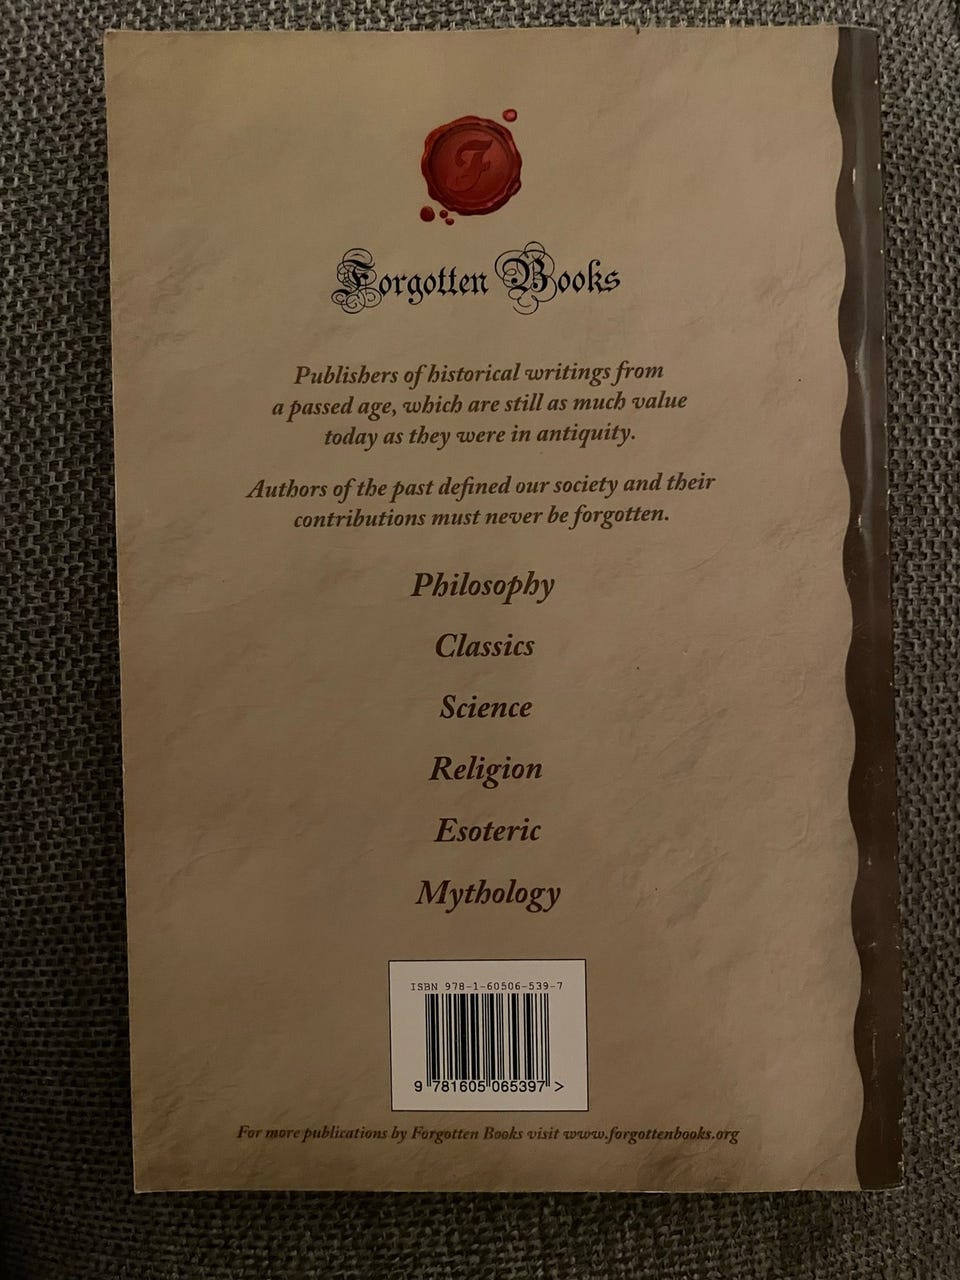 F
Forgotten Books
Publishers of historical writings from
a passed age, which are still as much value
today as they were in antiquity.
Authors of the past defined our society and their
contributions must never be forgotten.
Philosophy
Classics
Science
Religion
Esoteric
Mythology
ISBN 978-1-60506-539-7
9 781605 065397 >
For more publications by Forgotten Books visit www.forgottenbooks.org